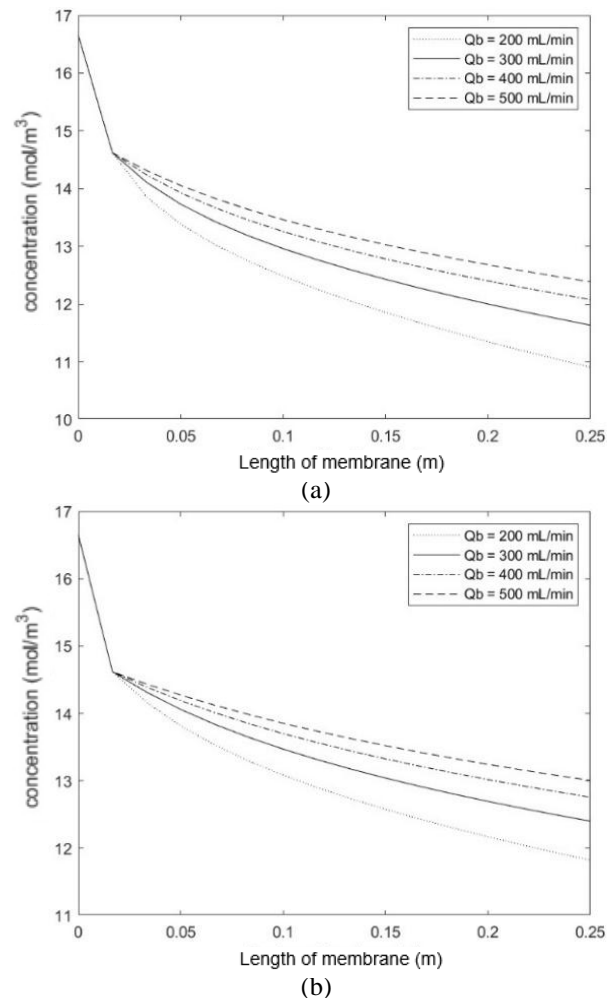 17
16
15
14
13
12
11
10
concentration (mol/m³)
Qb = 200 mL/min
Qb = 300 mL/min
Qb = 400 mL/min
Qb = 500 mL/min
0
0.05
0.1
0.15
0.2
0.25
Length of membrane (m)
(a)
17
16
15
14
13
12
11
concentration (mol/m³)
Qb = 200 mL/min
Qb = 300 mL/min
Qb = 400 mL/min
Qb = 500 mL/min
0
0.05
0.1
0.15
0.2
0.25
Length of membrane (m)
(b)